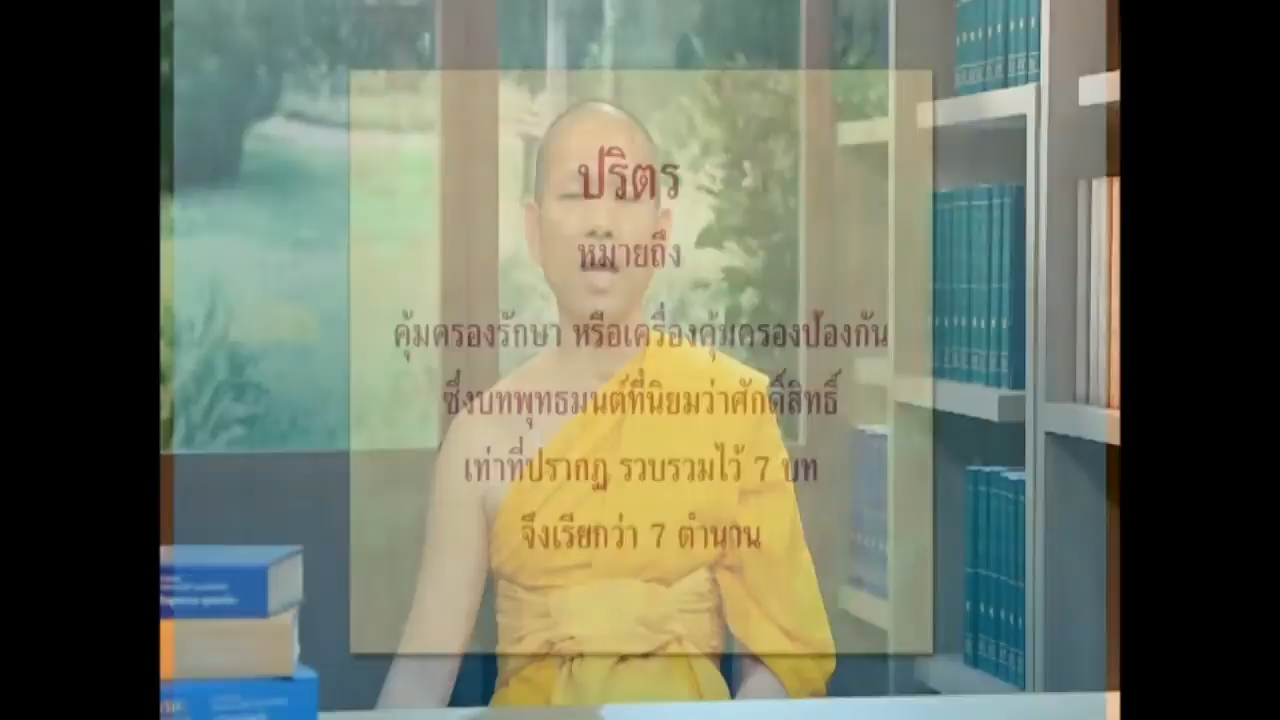 ปริตร
หมายถึง
คุ้มครองรักษา หรือเครื่องคุ้มครองป้องกัน
ซึ่งบทพุทธมนต์ที่นิยมว่าศักดิ์สิทธิ์
เท่าที่ปรากฏ รวบรวมไว้ 7 บท
จึงเรียกว่า 7 ตำนาน